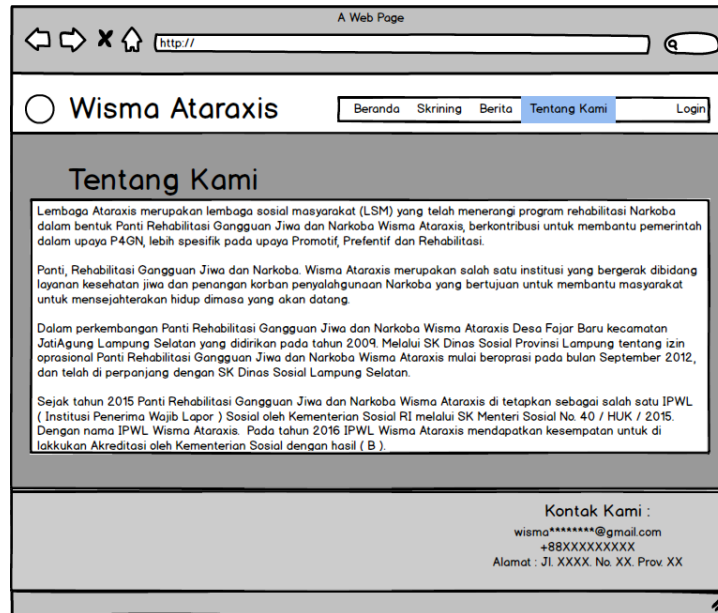 A Web Page
http://
Wisma Ataraxis
Beranda Skrining Berita Tentang Kami Login
Tentang Kami
Lembaga Ataraxis merupakan lembaga sosial masyarakat (LSM) yang telah menerangi program rehabilitasi Narkoba
dalam bentuk Panti Rehabilitasi Gangguan Jiwa dan Narkoba Wisma Ataraxis, berkontribusi untuk membantu pemerintah
dalam upaya P4GN, lebih spesifik pada upaya Promotif, Prefentif dan Rehabilitasi.
Panti, Rehabilitasi Gangguan Jiwa dan Narkoba. Wisma Ataraxis merupakan salah satu institusi yang bergerak dibidang
layanan kesehatan jiwa dan penangan korban penyalahgunaan Narkoba yang bertujuan untuk membantu masyarakat
untuk mensejahterakan hidup dimasa yang akan datang.
Dalam perkembangan Panti Rehabilitasi Gangguan Jiwa dan Narkoba Wisma Ataraxis Desa Fajar Baru kecamatan
JatiAgung Lampung Selatan yang didirikan pada tahun 2009. Melalui SK Dinas Sosial Provinsi Lampung tentang izin
oprasional Panti Rehabilitasi Gangguan Jiwa dan Narkoba Wisma Ataraxis mulai beroprasi pada bulan September 2012,
dan telah di perpanjang dengan SK Dinas Sosial Lampung Selatan.
Sejak tahun 2015 Panti Rehabilitasi Gangguan Jiwa dan Narkoba Wisma Ataraxis di tetapkan sebagai salah satu IPWL
( Institusi Penerima Wajib Lapor ) Sosial oleh Kementerian Sosial RI melalui SK Menteri Sosial No. 40 / HUK / 2015.
Dengan nama IPWL Wisma Ataraxis. Pada tahun 2016 IPWL Wisma Ataraxis mendapatkan kesempatan untuk di
lakkukan Akreditasi oleh Kementerian Sosial dengan hasil ( B ).
Kontak Kami :
wisma********@gmail.com
+88XXXXXXXXX
Alamat : Jl. XXXX. No. XX. Prov. XX